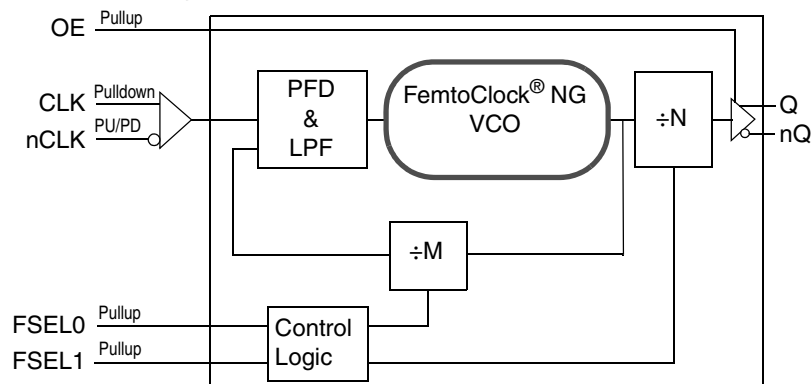 OE Pullup
CLK Pulldown
nCLK PU/PD
PFD
&
LPF
FemtoClock® NG
VCO
÷N
Q
nQ
÷M
FSEL0 Pullup
FSEL1 Pullup
Control
Logic